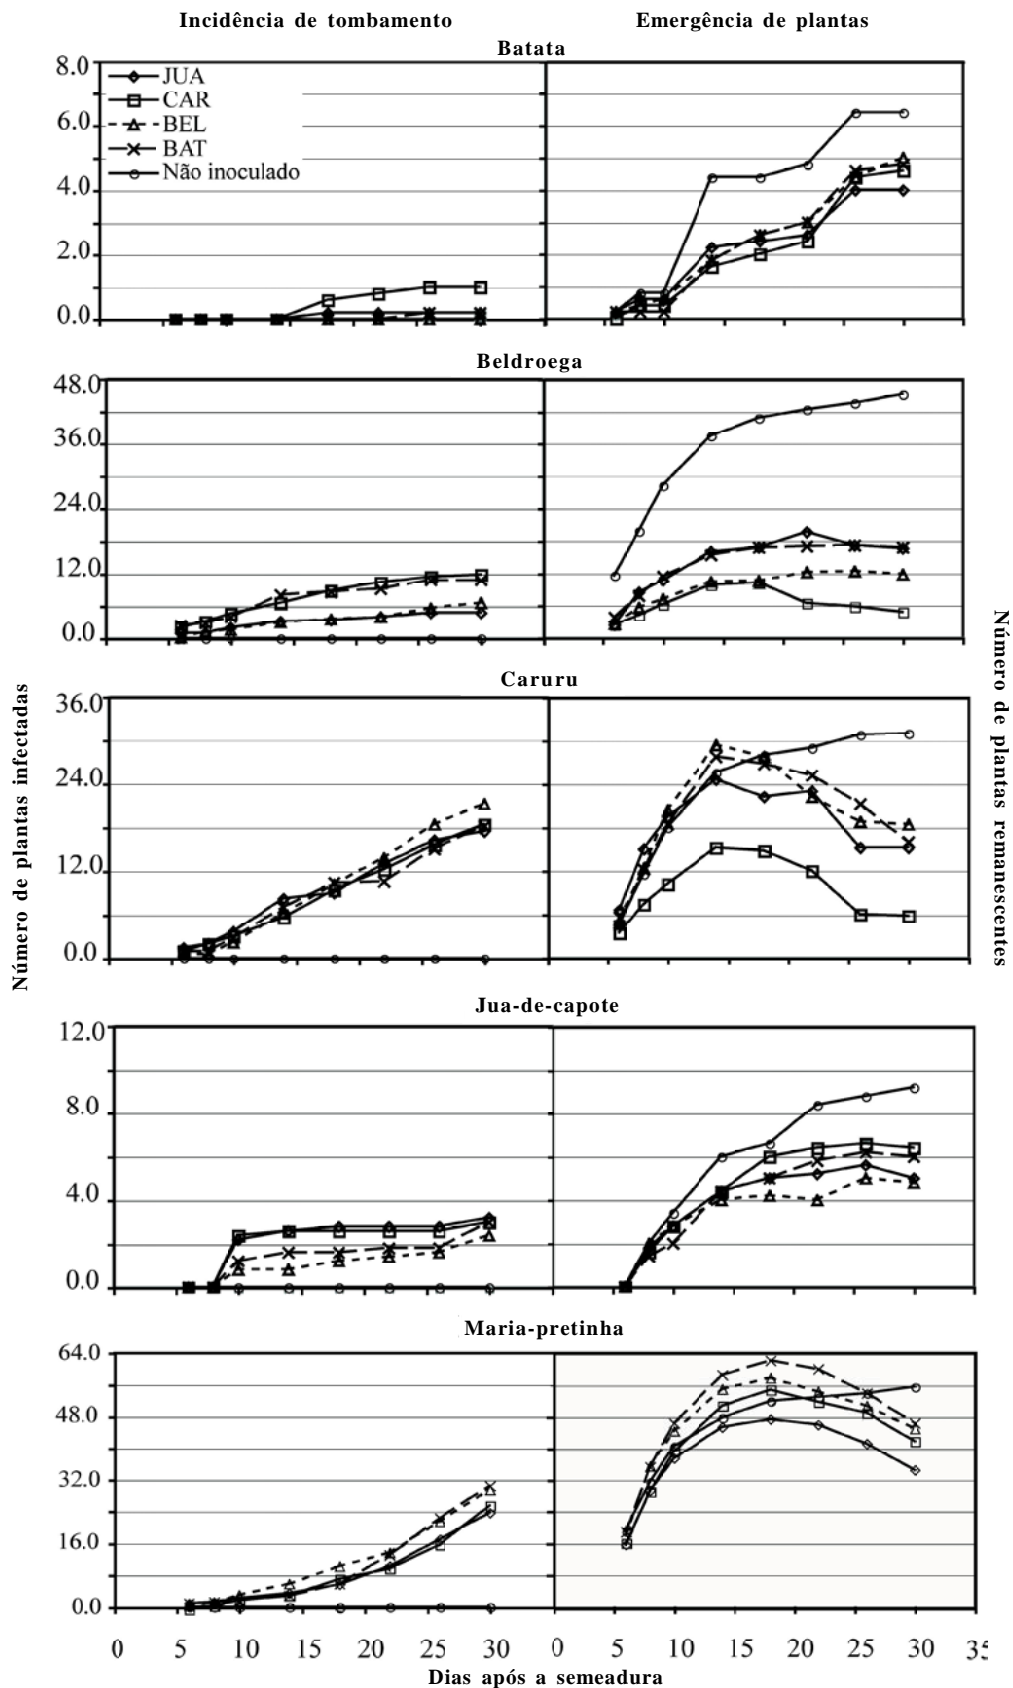 Incidência de tombamento Emergência de plantas
Batata
8.0
6.0
4.0
2.0
0.0
JUA
CAR
BEL
BAT
Não inoculado
Beldroega
48.0
36.0
24.0
12.0
0.0
Caruru
36.0
24.0
12.0
0.0
Número de plantas infectadas
Número de plantas remanescentes
Jua-de-capote
12.0
8.0
4.0
0.0
Maria-pretinha
64.0
48.0
32.0
16.0
0.0
0 5 10 15 20 25 30 0 5 10 15 20 25 30
Dias após a semeadura